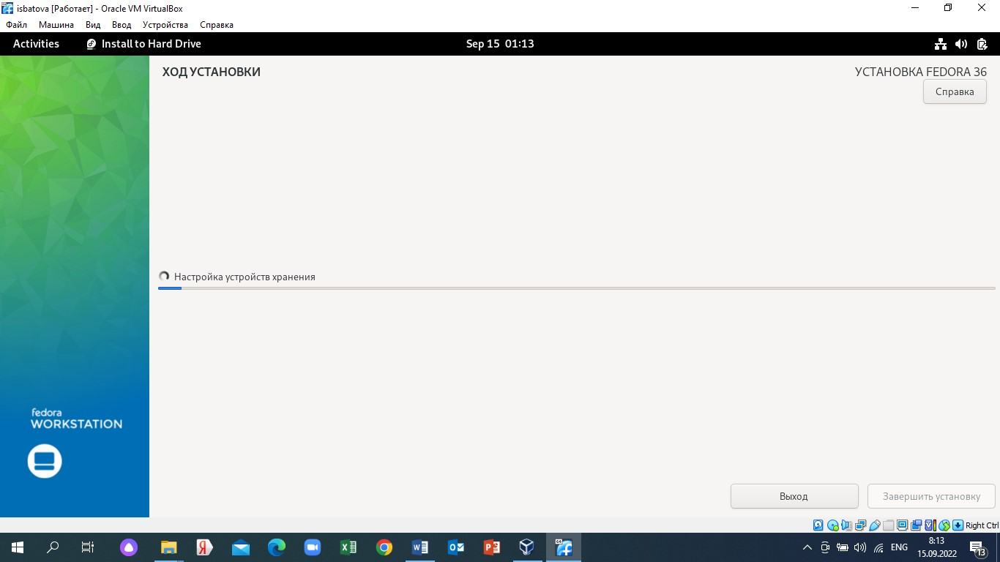 isbatova [Работает] - Oracle VM VirtualBox
Файл Машина Вид Ввод Устройства Справка
Activities Install to Hard Drive Sep 15 01:13
ХОД УСТАНОВКИ УСТАНОВКА FEDORA 36
Справка
Настройка устройств хранения
fedora
WORKSTATION
Выход Завершить установку
Right Ctrl
ENG 8:13
15.09.2022 13